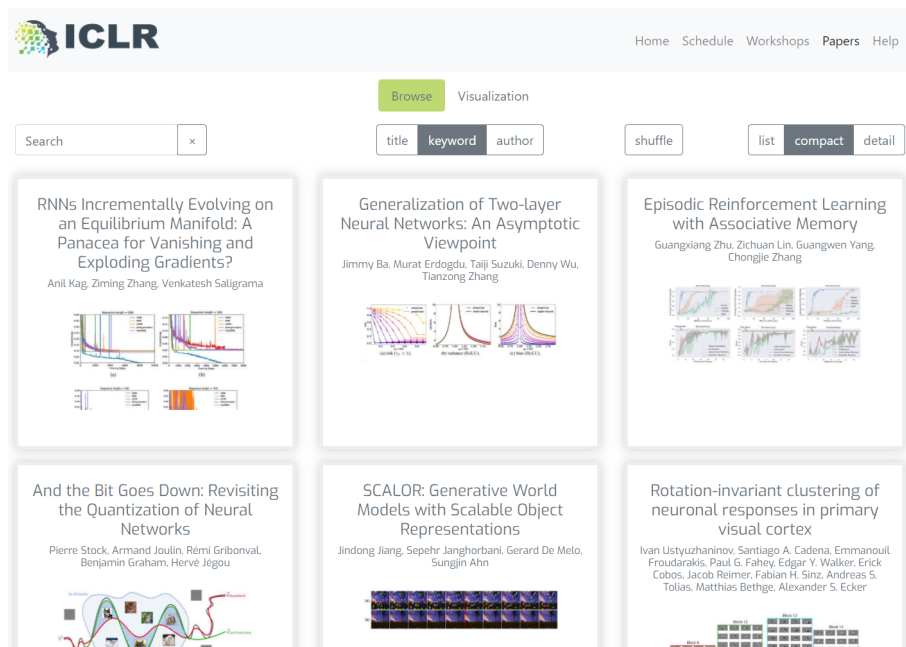 ICLR
Home Schedule Workshops Papers Help
Browse Visualization
Search × title keyword author shuffle list compact detail
RNNs Incrementally Evolving on
an Equilibrium Manifold: A
Panacea for Vanishing and
Exploding Gradients?
Anil Kag, Ziming Zhang, Venkatesh Saligrama
(a) (b)
Generalization of Two-layer
Neural Networks: An Asymptotic
Viewpoint
Jimmy Ba, Murat Erdogdu, Taiji Suzuki, Denny Wu,
Tianzong Zhang
Episodic Reinforcement Learning
with Associative Memory
Guangxiang Zhu, Zichuan Lin, Guangwen Yang,
Chongjie Zhang
And the Bit Goes Down: Revisiting
the Quantization of Neural
Networks
Pierre Stock, Armand Joulin, Rémi Gribonval,
Benjamin Graham, Hervé Jégou
SCALOR: Generative World
Models with Scalable Object
Representations
Jindong Jiang, Sepehr Janghorbani, Gerard De Melo,
Sungjin Ahn
Rotation-invariant clustering of
neuronal responses in primary
visual cortex
Ivan Ustyuzhaninov, Santiago A. Cadena, Emmanouil
Froudarakis, Paul G. Fahey, Edgar Y. Walker, Erick
Cobos, Jacob Reimer, Fabian H. Sinz, Andreas S.
Tolias, Matthias Bethge, Alexander S. Ecker